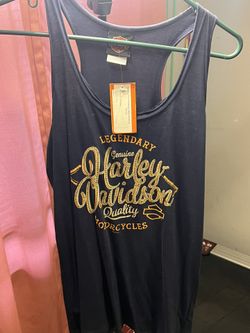 LEGENDARY
Genuine
Harley
Davidson
Quality
MOTORCYCLES